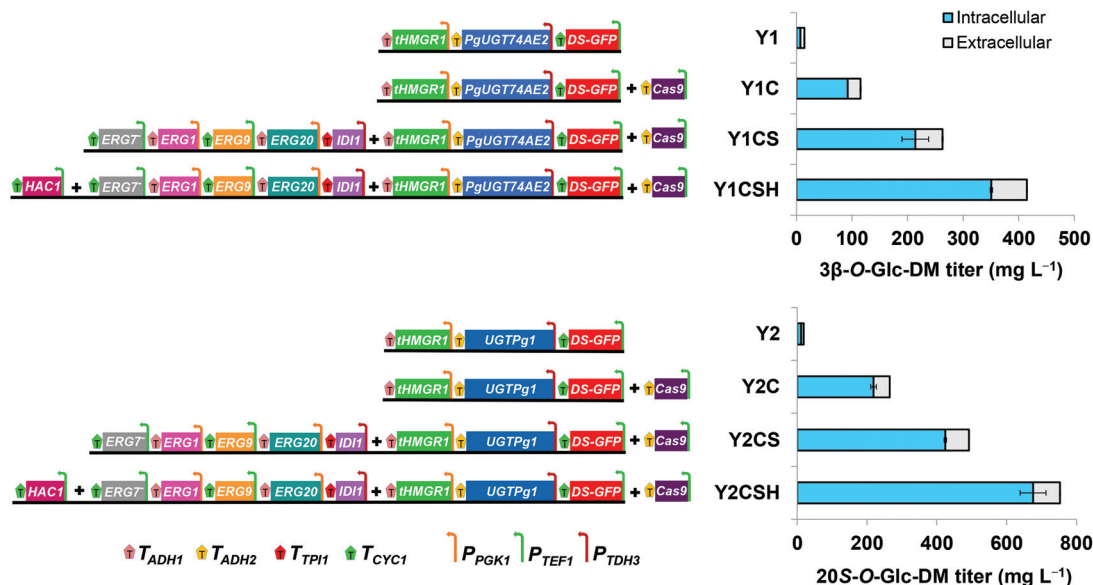 Intracellular
Extracellular
T tHMGR1 T PgUGT74AE2 T DS-GFP Y1
T tHMGR1 T PgUGT74AE2 T DS-GFP + T Cas9 Y1C
T ERG7⁻ T ERG1 T ERG9 T ERG20 T IDI1 + T tHMGR1 T PgUGT74AE2 T DS-GFP + T Cas9 Y1CS
T HAC1 + T ERG7⁻ T ERG1 T ERG9 T ERG20 T IDI1 + T tHMGR1 T PgUGT74AE2 T DS-GFP + T Cas9 Y1CSH
0 100 200 300 400 500
3β-O-Glc-DM titer (mg L⁻¹)
T tHMGR1 T UGTPg1 T DS-GFP Y2
T tHMGR1 T UGTPg1 T DS-GFP + T Cas9 Y2C
T ERG7⁻ T ERG1 T ERG9 T ERG20 T IDI1 + T tHMGR1 T UGTPg1 T DS-GFP + T Cas9 Y2CS
T HAC1 + T ERG7⁻ T ERG1 T ERG9 T ERG20 T IDI1 + T tHMGR1 T UGTPg1 T DS-GFP + T Cas9 Y2CSH
0 200 400 600 800
T TADH1 T TADH2 T TTPI1 T TCYC1 PPGK1 PTEF1 PTDH3
20S-O-Glc-DM titer (mg L⁻¹)